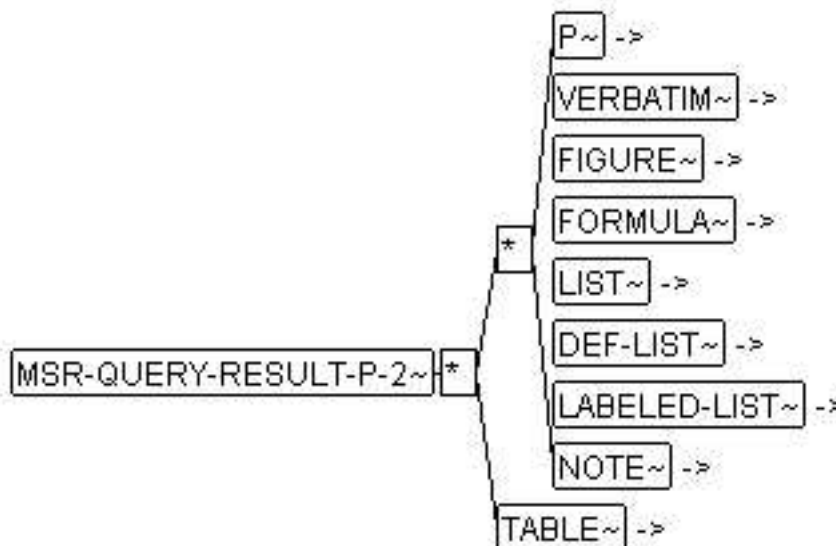 P~ ->
VERBATIM~ ->
FIGURE~ ->
FORMULA~ ->
*
LIST~ ->
DEF-LIST~ ->
MSR-QUERY-RESULT-P-2~ *
LABELED-LIST~ ->
NOTE~ ->
TABLE~ ->